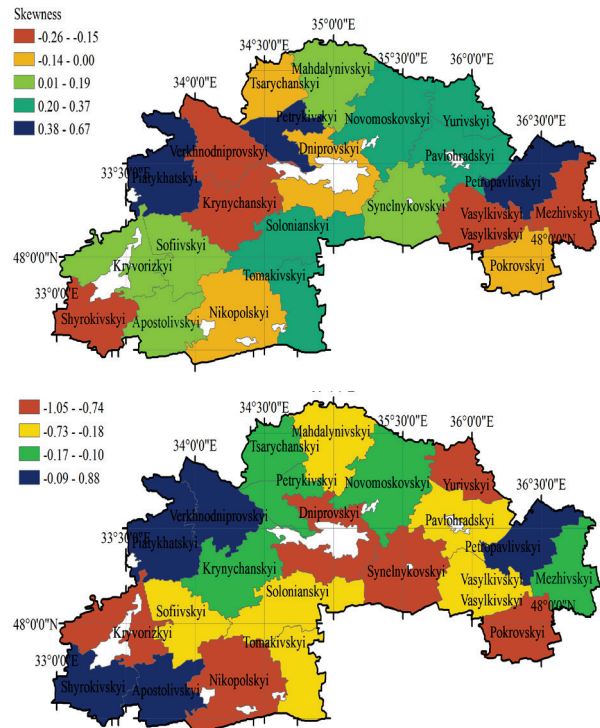 Skewness
-0.26 - -0.15
-0.14 - 0.00
0.01 - 0.19
0.20 - 0.37
0.38 - 0.67
35°0'0"E
34°30'0"E
35°30'0"E
36°0'0"E
34°0'0"E
36°30'0"E
33°30'0"E
48°0'0"N
33°0'0"E
48°0'0"N
Mahdalynivskyi
Tsarychanskyi
Petrykivskyi
Novomoskovskyi
Yurivskyi
Verkhnodniprovskyi
Dniprovskyi
Pavlohradskyi
Piatykhatskyi
Petropavlivskyi
Krynychanskyi
Synelnykovskyi
Vasylkivskyi
Mezhivskyi
Solonianskyi
Vasylkivskyi
Sofiivskyi
Kryvorizkyi
Tomakivskyi
Pokrovskyi
Nikopolskyi
Shyrokivskyi
Apostolivskyi
-1.05 - -0.74
-0.73 - -0.18
-0.17 - -0.10
-0.09 - 0.88
34°30'0"E
35°30'0"E
36°0'0"E
34°0'0"E
36°30'0"E
33°30'0"E
48°0'0"N
33°0'0"E
48°0'0"N
Mahdalynivskyi
Tsarychanskyi
Petrykivskyi
Novomoskovskyi
Yurivskyi
Verkhnodniprovskyi
Dniprovskyi
Pavlohradskyi
Piatykhatskyi
Petropavlivskyi
Krynychanskyi
Synelnykovskyi
Vasylkivskyi
Mezhivskyi
Solonianskyi
Vasylkivskyi
Sofiivskyi
Kryvorizkyi
Tomakivskyi
Pokrovskyi
Shyrokivskyi
Apostolivskyi
Nikopolskyi